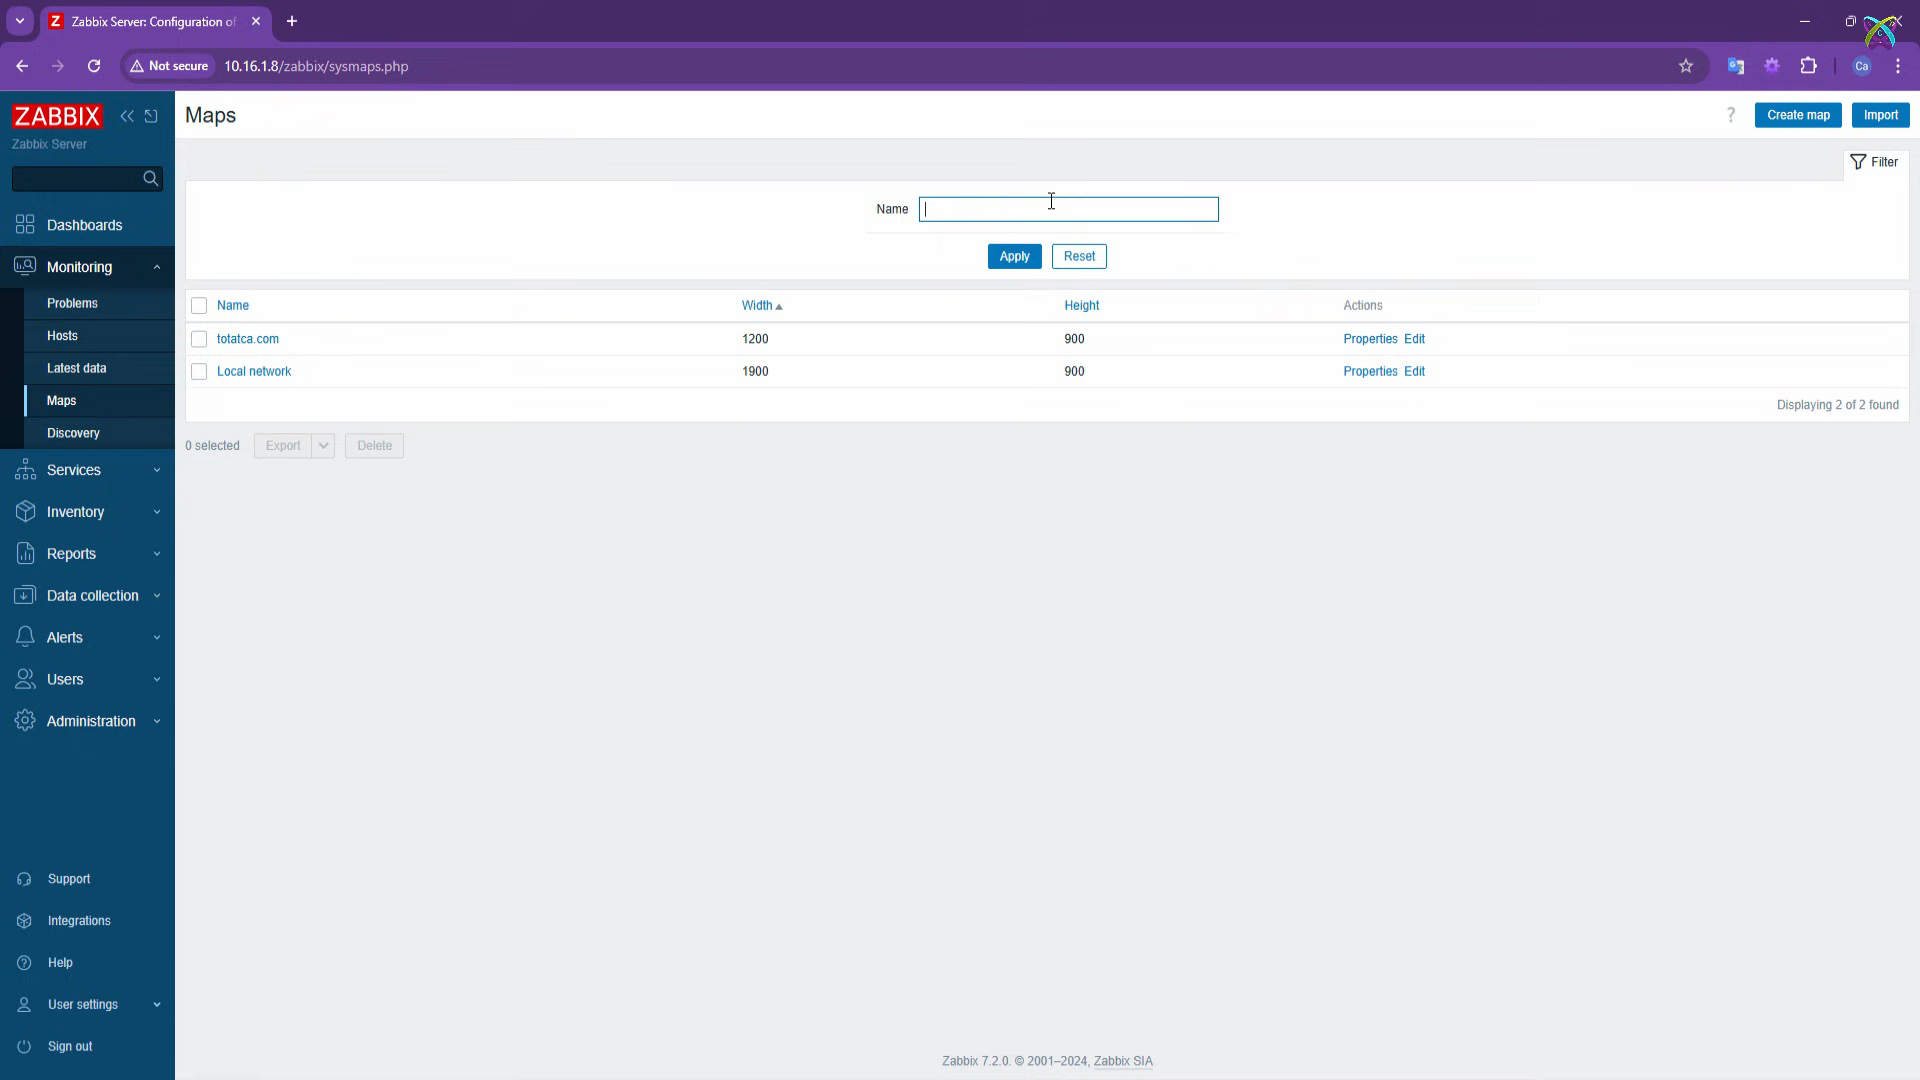 Zabbix Server: Configuration of
Not secure 10.16.1.8/zabbix/sysmaps.php
Ca
ZABBIX
Zabbix Server
Dashboards
Monitoring
Problems
Hosts
Latest data
Maps
Discovery
Services
Inventory
Reports
Data collection
Alerts
Users
Administration
Support
Integrations
Help
User settings
Sign out
Maps
? Create map Import
Filter
Name
Apply Reset
Name Width Height Actions
totatca.com 1200 900 Properties Edit
Local network 1900 900 Properties Edit
Displaying 2 of 2 found
0 selected Export Delete
Zabbix 7.2.0. © 2001–2024, Zabbix SIA